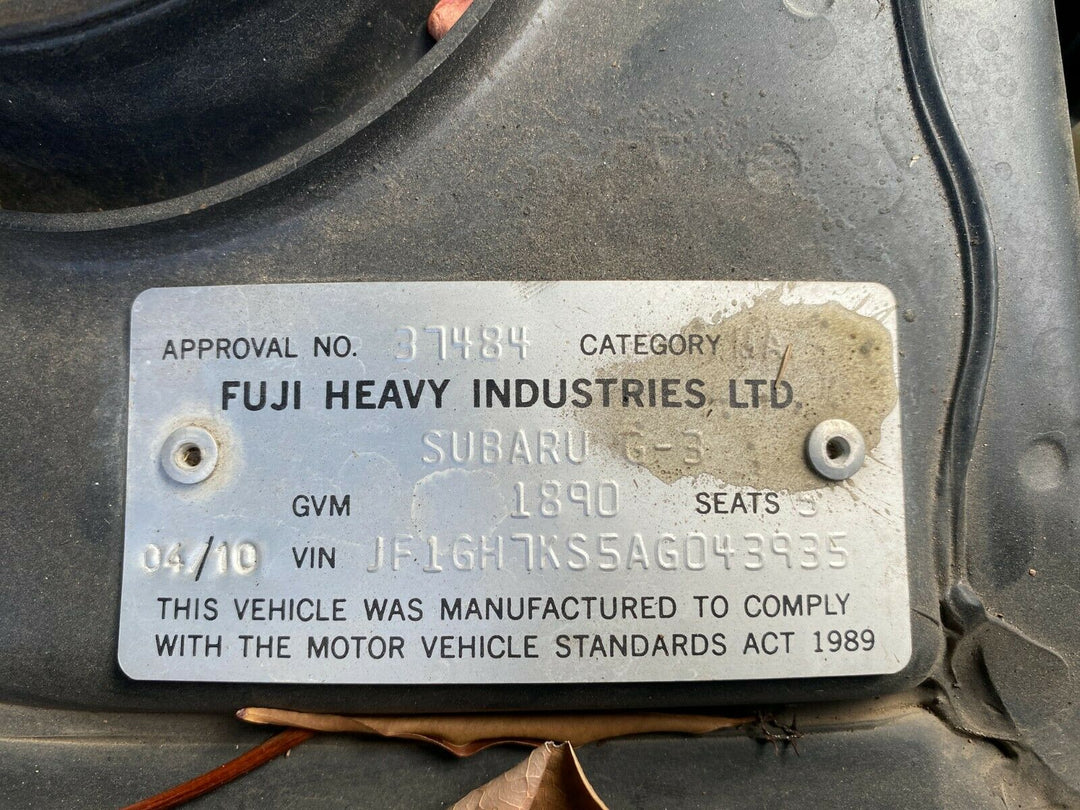 APPROVAL NO. 37484 CATEGORY MA
FUJI HEAVY INDUSTRIES LTD.
SUBARU G-3
GVM 1890 SEATS 5
04/10 VIN JF1GH7KS5AG043935
THIS VEHICLE WAS MANUFACTURED TO COMPLY
WITH THE MOTOR VEHICLE STANDARDS ACT 1989